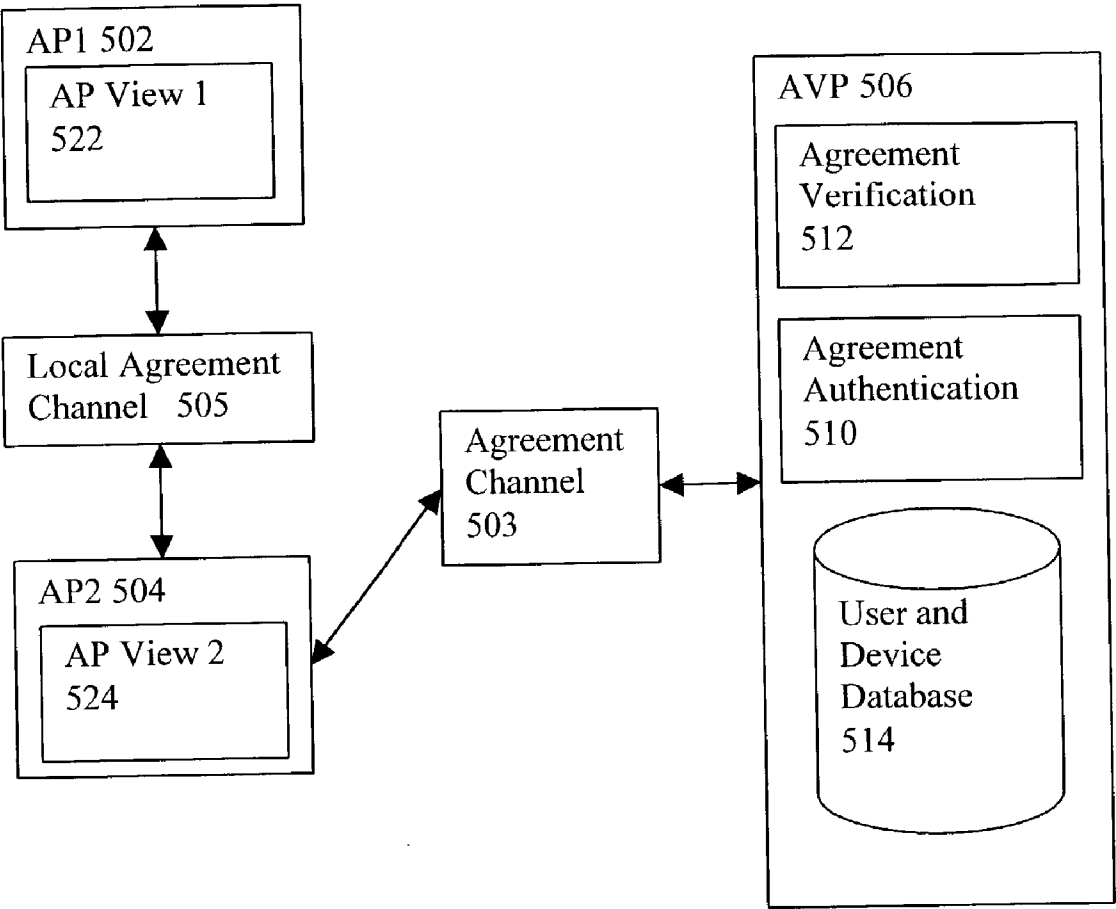 AP1 502
AP View 1
522
Local Agreement
Channel 505
AP2 504
AP View 2
524
Agreement
Channel
503
AVP 506
Agreement
Verification
512
Agreement
Authentication
510
User and
Device
Database
514